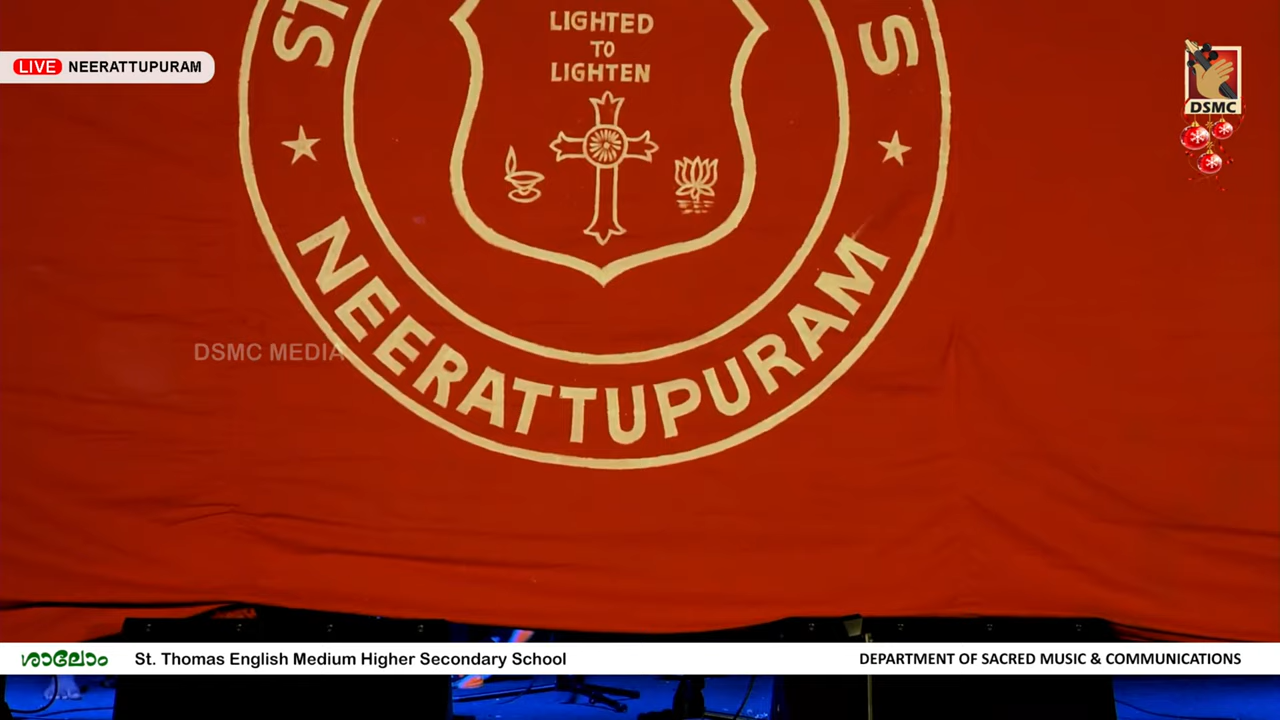 LIVE NEERATTUPURAM
ST
S
LIGHTED
TO
LIGHTEN
DSMC
NEERATTUPURAM
DSMC MEDIA
ശാലോം St. Thomas English Medium Higher Secondary School DEPARTMENT OF SACRED MUSIC & COMMUNICATIONS